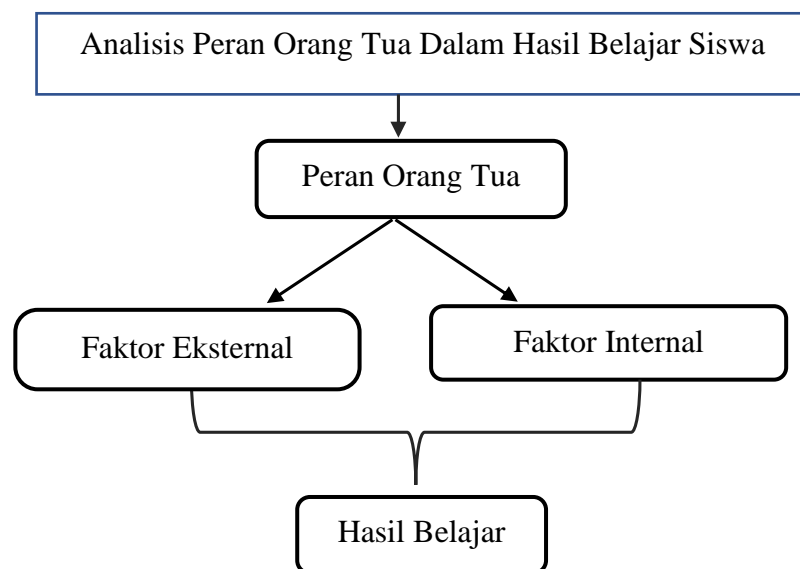 Analisis Peran Orang Tua Dalam Hasil Belajar Siswa
Peran Orang Tua
Faktor Eksternal
Faktor Internal
Hasil Belajar